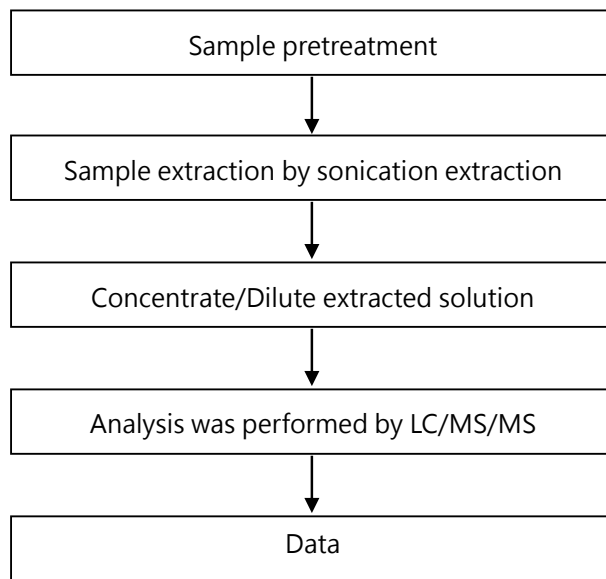 Sample pretreatment
Sample extraction by sonication extraction
Concentrate/Dilute extracted solution
Analysis was performed by LC/MS/MS
Data